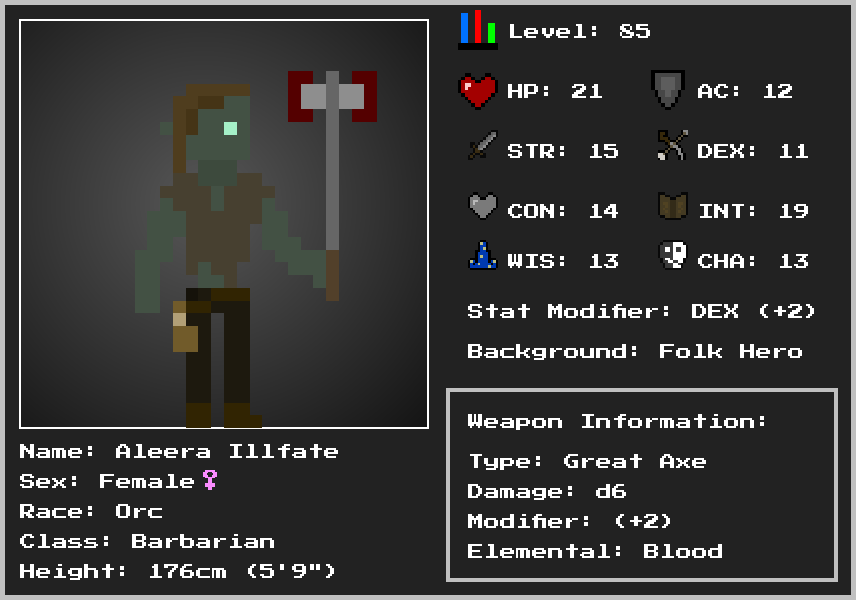 Level: 85
HP: 21 AC: 12
STR: 15 DEX: 11
CON: 14 INT: 19
WIS: 13 CHA: 13
Stat Modifier: DEX (+2)
Background: Folk Hero
Weapon Information:
Type: Great Axe
Damage: d6
Modifier: (+2)
Elemental: Blood
Name: Aleera Illfate
Sex: Female♀
Race: Orc
Class: Barbarian
Height: 176cm (5'9")